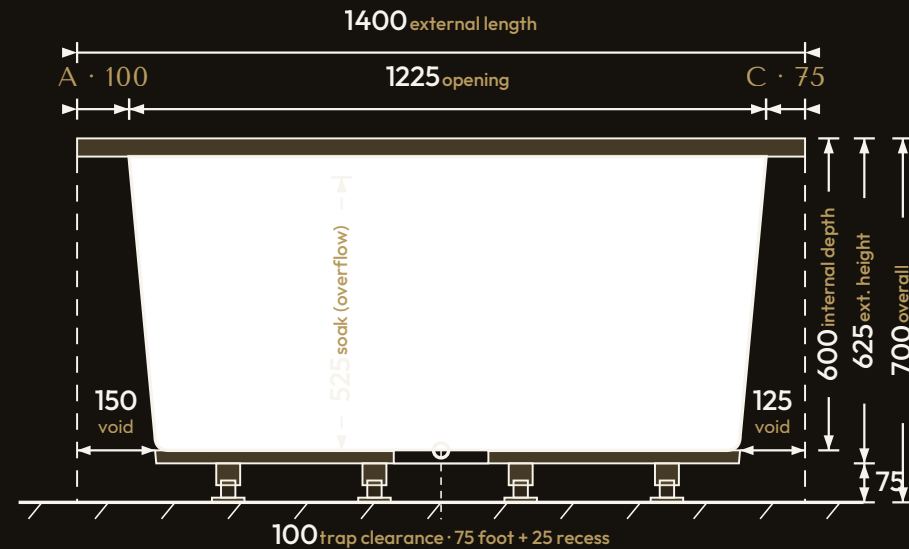 1400 external length
A · 100
1225 opening
C · 75
525 soak (overflow)
600 internal depth
625 ext. height
700 overall
150
void
125
void
75
100 trap clearance · 75 foot + 25 recess